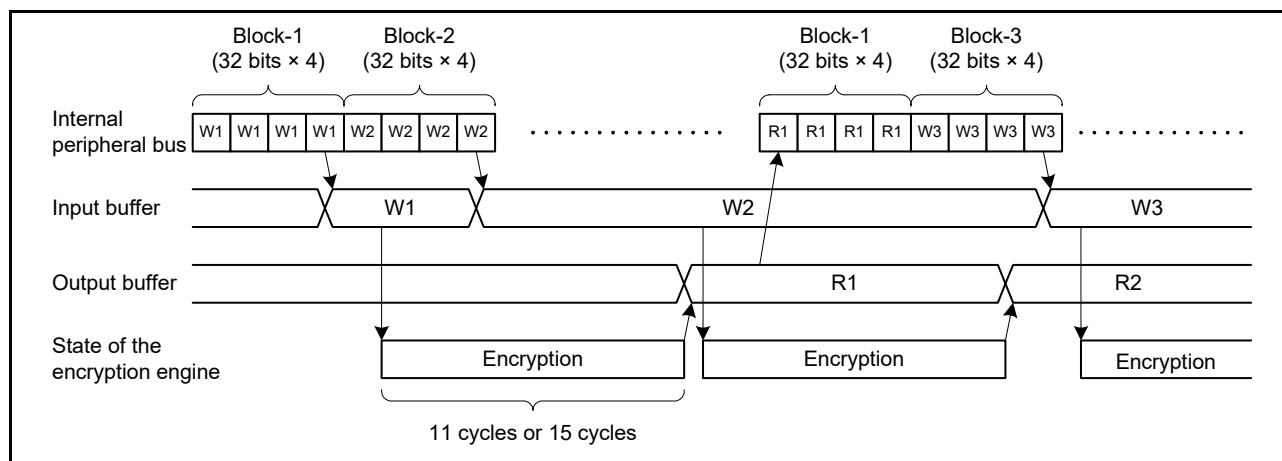 Block-1
(32 bits × 4)
Block-2
(32 bits × 4)
Block-1
(32 bits × 4)
Block-3
(32 bits × 4)
Internal
peripheral bus
W1 W1 W1 W1 W2 W2 W2 W2 R1 R1 R1 R1 W3 W3 W3 W3
Input buffer W1 W2 W3
Output buffer R1 R2
State of the
encryption engine
Encryption Encryption Encryption
11 cycles or 15 cycles